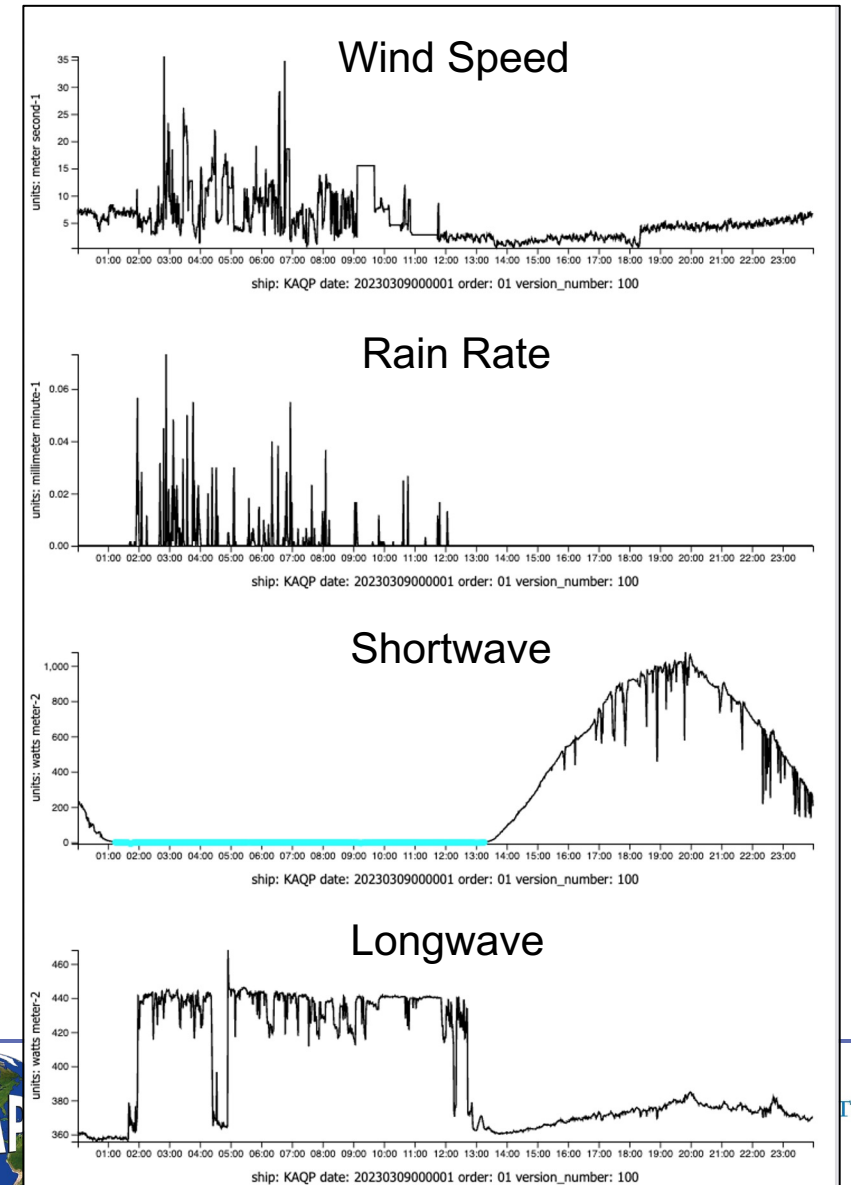 Wind Speed
units: meter second-1
35
30
25
20
15
10
5
01:00 02:00 03:00 04:00 05:00 06:00 07:00 08:00 09:00 10:00 11:00 12:00 13:00 14:00 15:00 16:00 17:00 18:00 19:00 20:00 21:00 22:00 23:00
ship: KAQP date: 20230309000001 order: 01 version_number: 100
Rain Rate
units: millimeter minute-1
0.06
0.04
0.02
0.00
01:00 02:00 03:00 04:00 05:00 06:00 07:00 08:00 09:00 10:00 11:00 12:00 13:00 14:00 15:00 16:00 17:00 18:00 19:00 20:00 21:00 22:00 23:00
ship: KAQP date: 20230309000001 order: 01 version_number: 100
Shortwave
units: watts meter-2
1,000
800
600
400
200
0
01:00 02:00 03:00 04:00 05:00 06:00 07:00 08:00 09:00 10:00 11:00 12:00 13:00 14:00 15:00 16:00 17:00 18:00 19:00 20:00 21:00 22:00 23:00
ship: KAQP date: 20230309000001 order: 01 version_number: 100
Longwave
units: watts meter-2
460
440
420
400
380
360
01:00 02:00 03:00 04:00 05:00 06:00 07:00 08:00 09:00 10:00 11:00 12:00 13:00 14:00 15:00 16:00 17:00 18:00 19:00 20:00 21:00 22:00 23:00
ship: KAQP date: 20230309000001 order: 01 version_number: 100